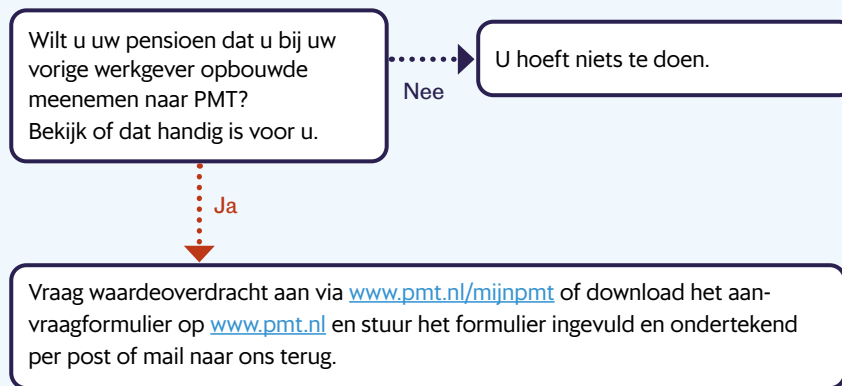 Wilt u uw pensioen dat u bij uw
vorige werkgever opbouwde
meenemen naar PMT?
Bekijk of dat handig is voor u.
Nee
U hoeft niets te doen.
Ja
Vraag waardeoverdracht aan via www.pmt.nl/mijnpmt of download het aan-
vraagformulier op www.pmt.nl en stuur het formulier ingevuld en ondertekend
per post of mail naar ons terug.